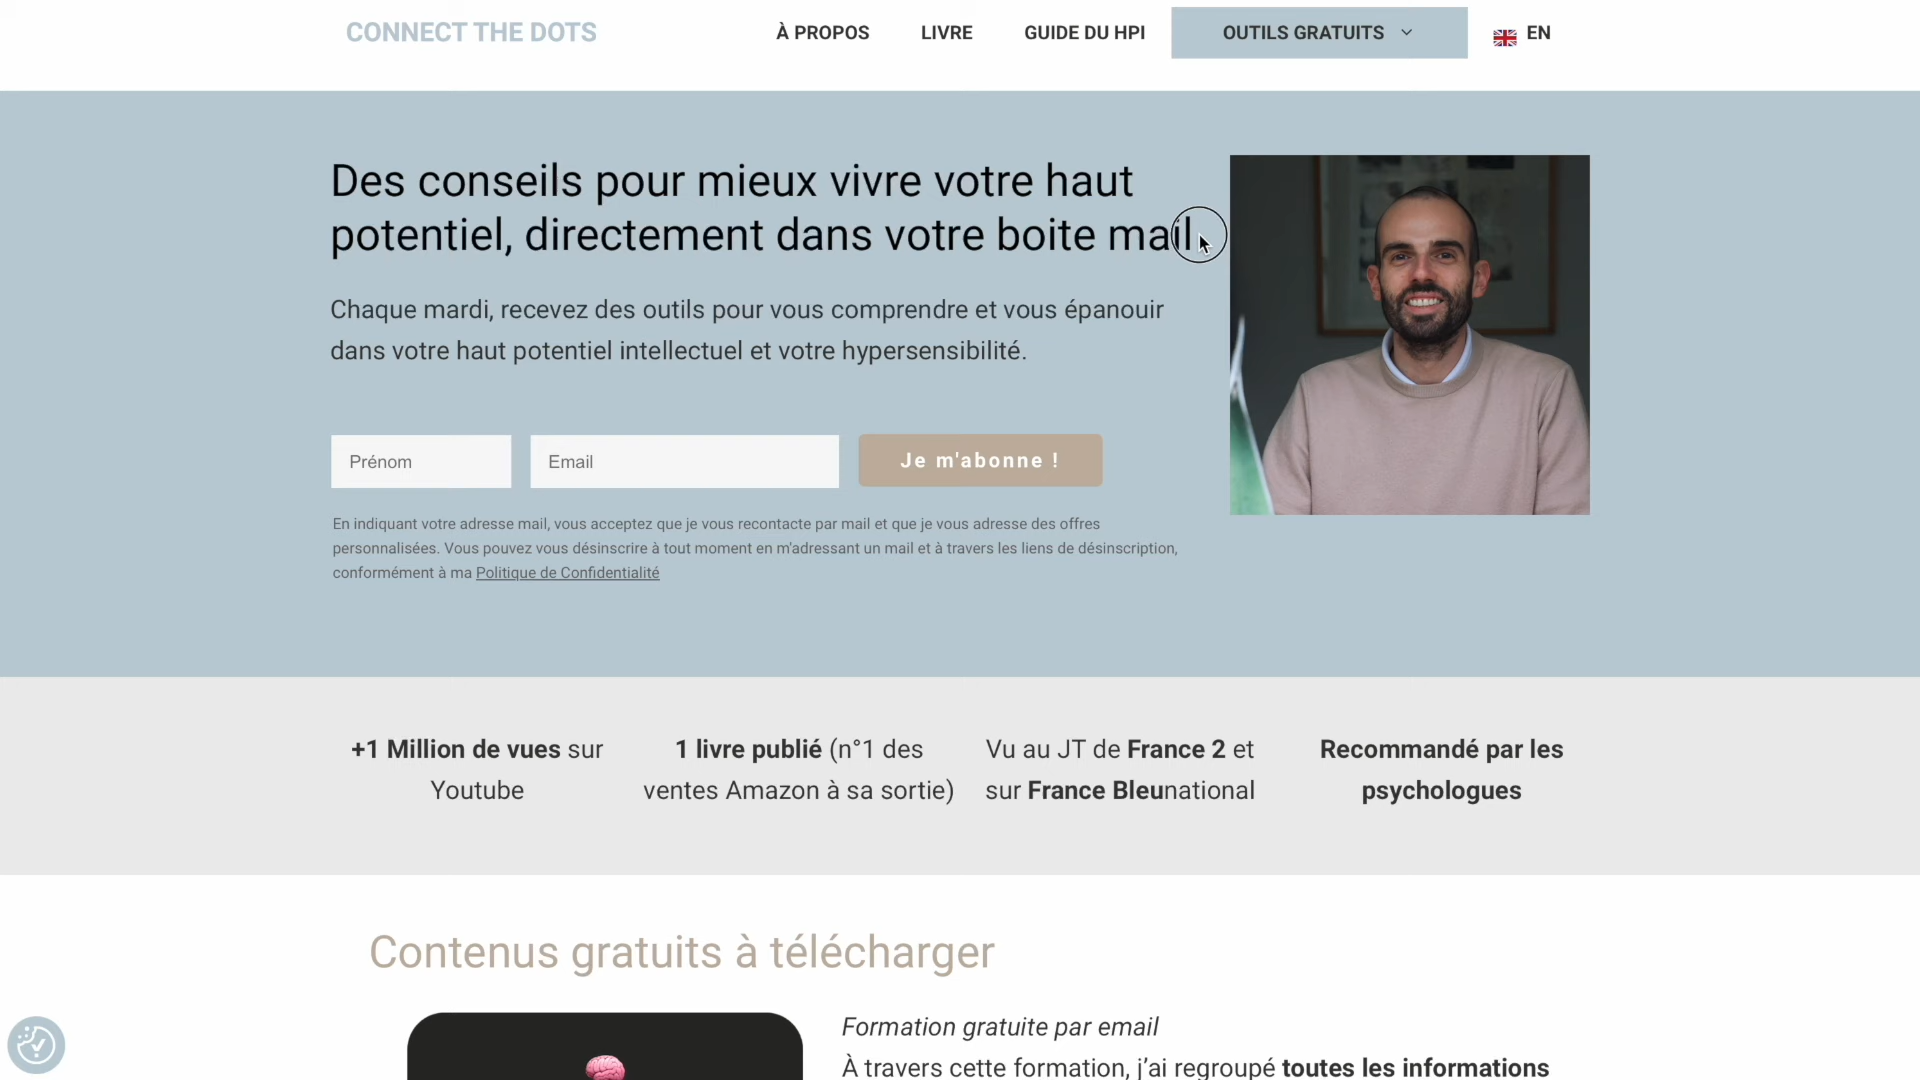 CONNECT THE DOTS
À PROPOS
LIVRE
GUIDE DU HPI
OUTILS GRATUITS
EN
Des conseils pour mieux vivre votre haut
potentiel, directement dans votre boite mail.
Chaque mardi, recevez des outils pour vous comprendre et vous épanouir
dans votre haut potentiel intellectuel et votre hypersensibilité.
Prénom
Email
Je m'abonne !
En indiquant votre adresse mail, vous acceptez que je vous recontacte par mail et que je vous adresse des offres
personnalisées. Vous pouvez vous désinscrire à tout moment en m'adressant un mail et à travers les liens de désinscription,
conformément à ma Politique de Confidentialité
+1 Million de vues sur
Youtube
1 livre publié (n°1 des
ventes Amazon à sa sortie)
Vu au JT de France 2 et
sur France Bleunational
Recommandé par les
psychologues
Contenus gratuits à télécharger
Formation gratuite par email
À travers cette formation, j'ai regroupé toutes les informations